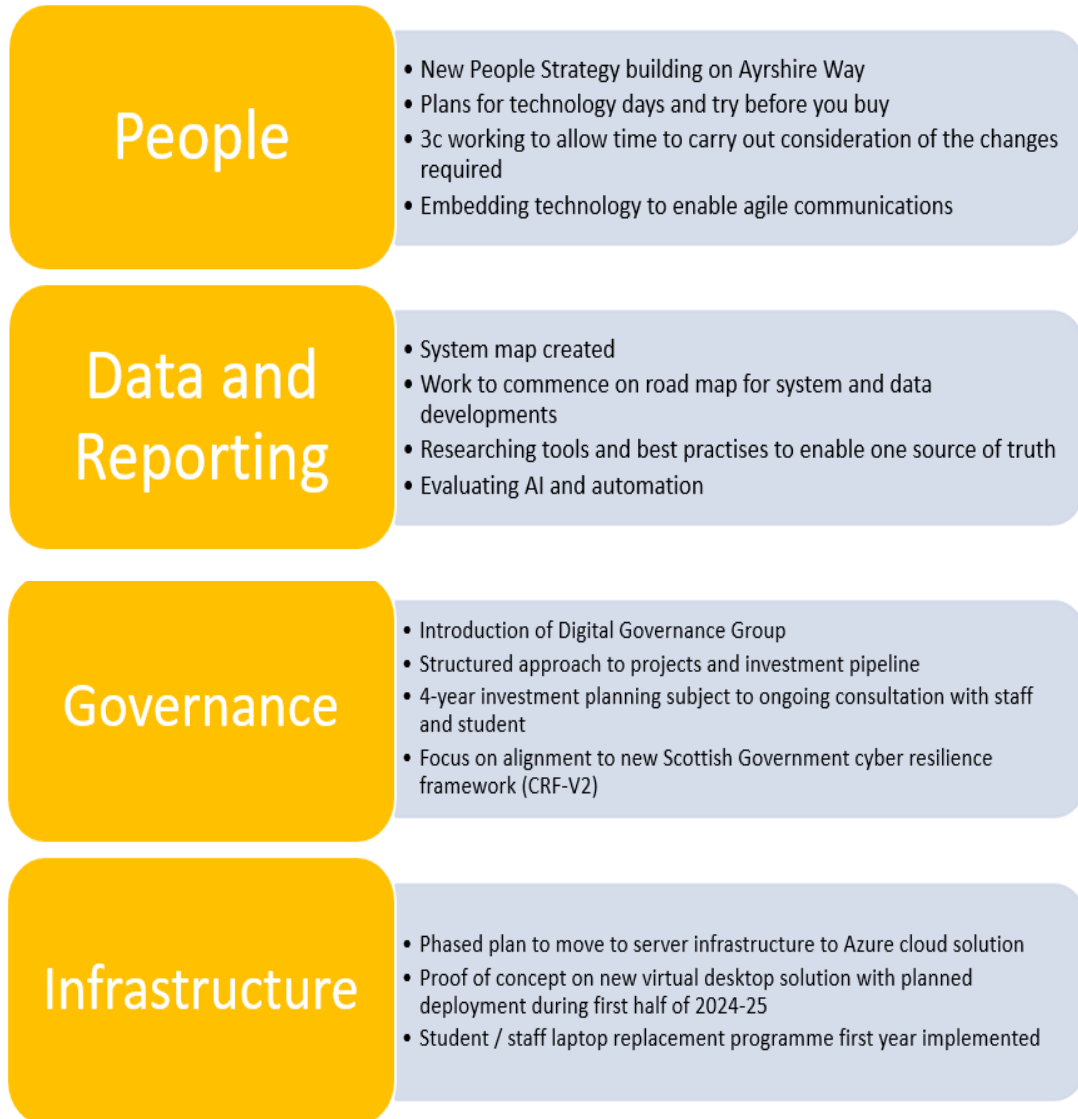 People
• New People Strategy building on Ayrshire Way
• Plans for technology days and try before you buy
• 3c working to allow time to carry out consideration of the changes
required
• Embedding technology to enable agile communications
Data and
Reporting
• System map created
• Work to commence on road map for system and data
developments
• Researching tools and best practises to enable one source of truth
• Evaluating AI and automation
Governance
• Introduction of Digital Governance Group
• Structured approach to projects and investment pipeline
• 4-year investment planning subject to ongoing consultation with staff
and student
• Focus on alignment to new Scottish Government cyber resilience
framework (CRF-V2)
Infrastructure
• Phased plan to move to server infrastructure to Azure cloud solution
• Proof of concept on new virtual desktop solution with planned
deployment during first half of 2024-25
• Student / staff laptop replacement programme first year implemented